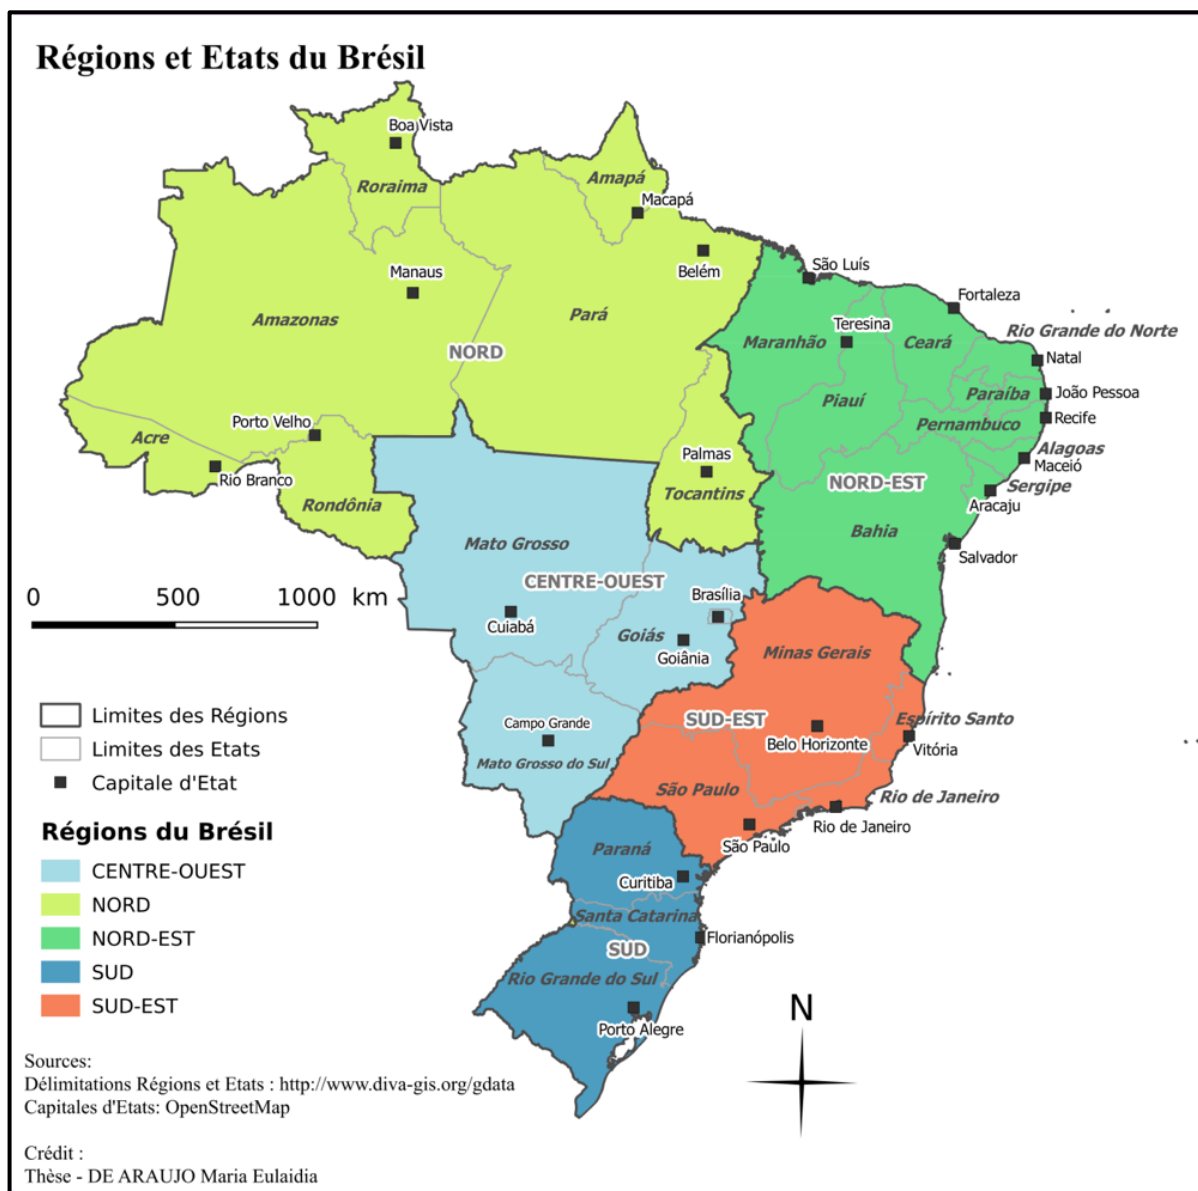 Régions et Etats du Brésil
Boa Vista
Roraima
Amapá
Macapá
Belém
Manaus
Amazonas
Pará
NORD
São Luís
Fortaleza
Maranhão
Teresina
Ceará
Rio Grande do Norte
Natal
Piauí
Paraíba
João Pessoa
Pernambuco
Recife
Acre
Porto Velho
Rio Branco
Rondônia
Palmas
Tocantins
NORD-EST
Alagoas
Maceió
Sergipe
Aracaju
Bahia
Salvador
Mato Grosso
CENTRE-OUEST
Brasília
Cuiabá
Goiás
Goiânia
Minas Gerais
Campo Grande
Mato Grosso do Sul
SUD-EST
Belo Horizonte
Espírito Santo
Vitória
São Paulo
Rio de Janeiro
Rio de Janeiro
São Paulo
Paraná
Curitiba
Santa Catarina
Florianópolis
SUD
Rio Grande do Sul
Porto Alegre
0 500 1000 km
Limites des Régions
Limites des Etats
Capitale d'Etat
Régions du Brésil
CENTRE-OUEST
NORD
NORD-EST
SUD
SUD-EST
N
Sources:
Délimitations Régions et Etats : http://www.diva-gis.org/gdata
Capitales d'Etats: OpenStreetMap
Crédit :
Thèse - DE ARAUJO Maria Eulaidia